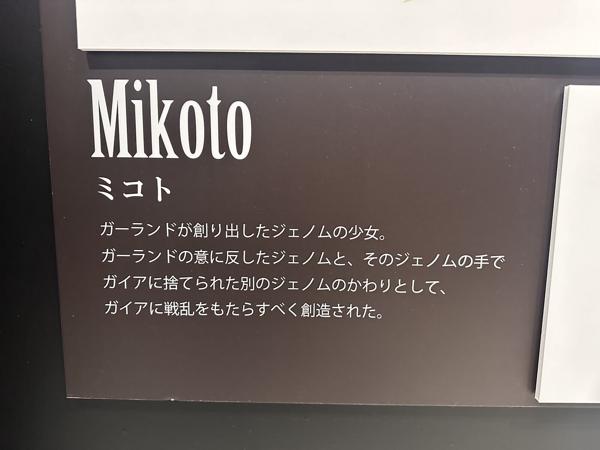 Mikoto
ミコト
ガーランドが創り出したジェノムの少女。
ガーランドの意に反したジェノムと、そのジェノムの手で
ガイアに捨てられた別のジェノムのかわりとして、
ガイアに戦乱をもたらすべく創造された。